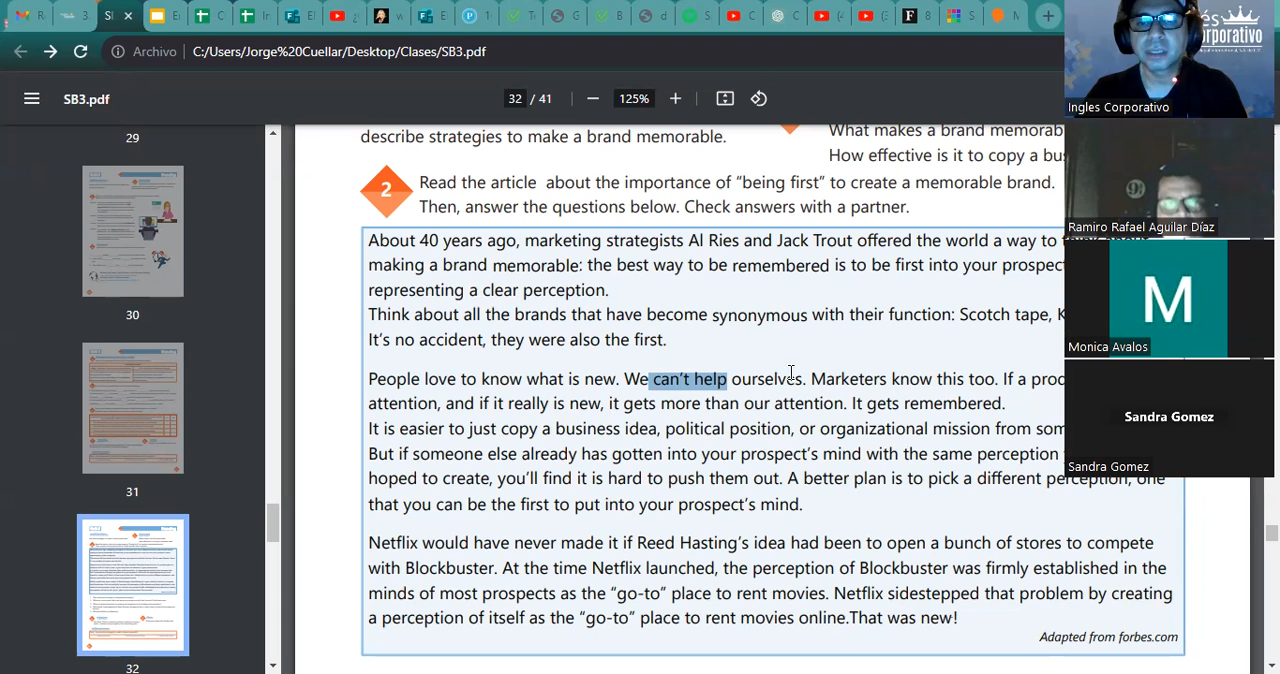 Archivo C:/Users/Jorge%20Cuellar/Desktop/Clases/SB3.pdf
SB3.pdf
32 / 41
125%
29
30
31
32
describe strategies to make a brand memorable.
What makes a brand memorab
How effective is it to copy a bu
2
Read the article about the importance of “being first” to create a memorable brand.
Then, answer the questions below. Check answers with a partner.
About 40 years ago, marketing strategists Al Ries and Jack Trout offered the world a way to
making a brand memorable: the best way to be remembered is to be first into your prospect
representing a clear perception.
Think about all the brands that have become synonymous with their function: Scotch tape, K
It’s no accident, they were also the first.
People love to know what is new. We can’t help ourselves. Marketers know this too. If a prod
attention, and if it really is new, it gets more than our attention. It gets remembered.
It is easier to just copy a business idea, political position, or organizational mission from som
But if someone else already has gotten into your prospect’s mind with the same perception
hoped to create, you’ll find it is hard to push them out. A better plan is to pick a different perception, one
that you can be the first to put into your prospect’s mind.
Netflix would have never made it if Reed Hasting’s idea had been to open a bunch of stores to compete
with Blockbuster. At the time Netflix launched, the perception of Blockbuster was firmly established in the
minds of most prospects as the “go-to” place to rent movies. Netflix sidestepped that problem by creating
a perception of itself as the “go-to” place to rent movies online.That was new!
Adapted from forbes.com
Ingles Corporativo
Ramiro Rafael Aguilar Díaz
M
Monica Avalos
Sandra Gomez
Sandra Gomez